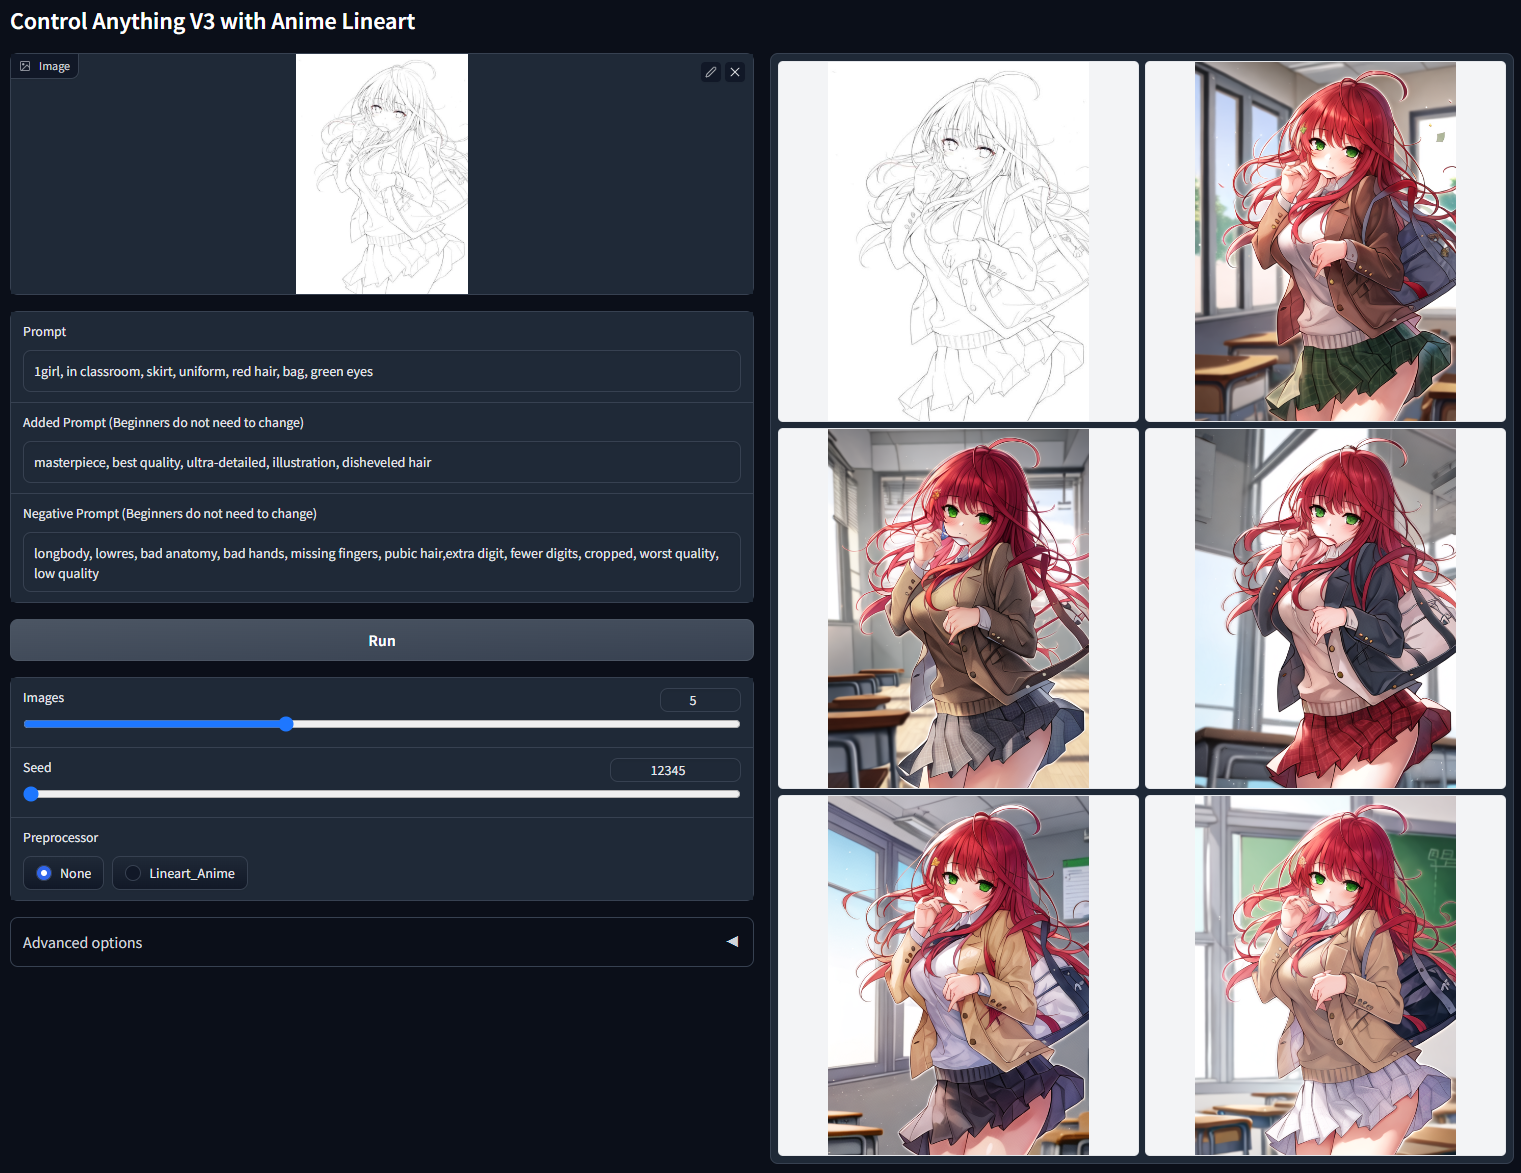 Control Anything V3 with Anime Lineart
Image
Prompt
1girl, in classroom, skirt, uniform, red hair, bag, green eyes
Added Prompt (Beginners do not need to change)
masterpiece, best quality, ultra-detailed, illustration, disheveled hair
Negative Prompt (Beginners do not need to change)
longbody, lowres, bad anatomy, bad hands, missing fingers, pubic hair,extra digit, fewer digits, cropped, worst quality,
low quality
Run
Images
5
Seed
12345
Preprocessor
None
Lineart_Anime
Advanced options